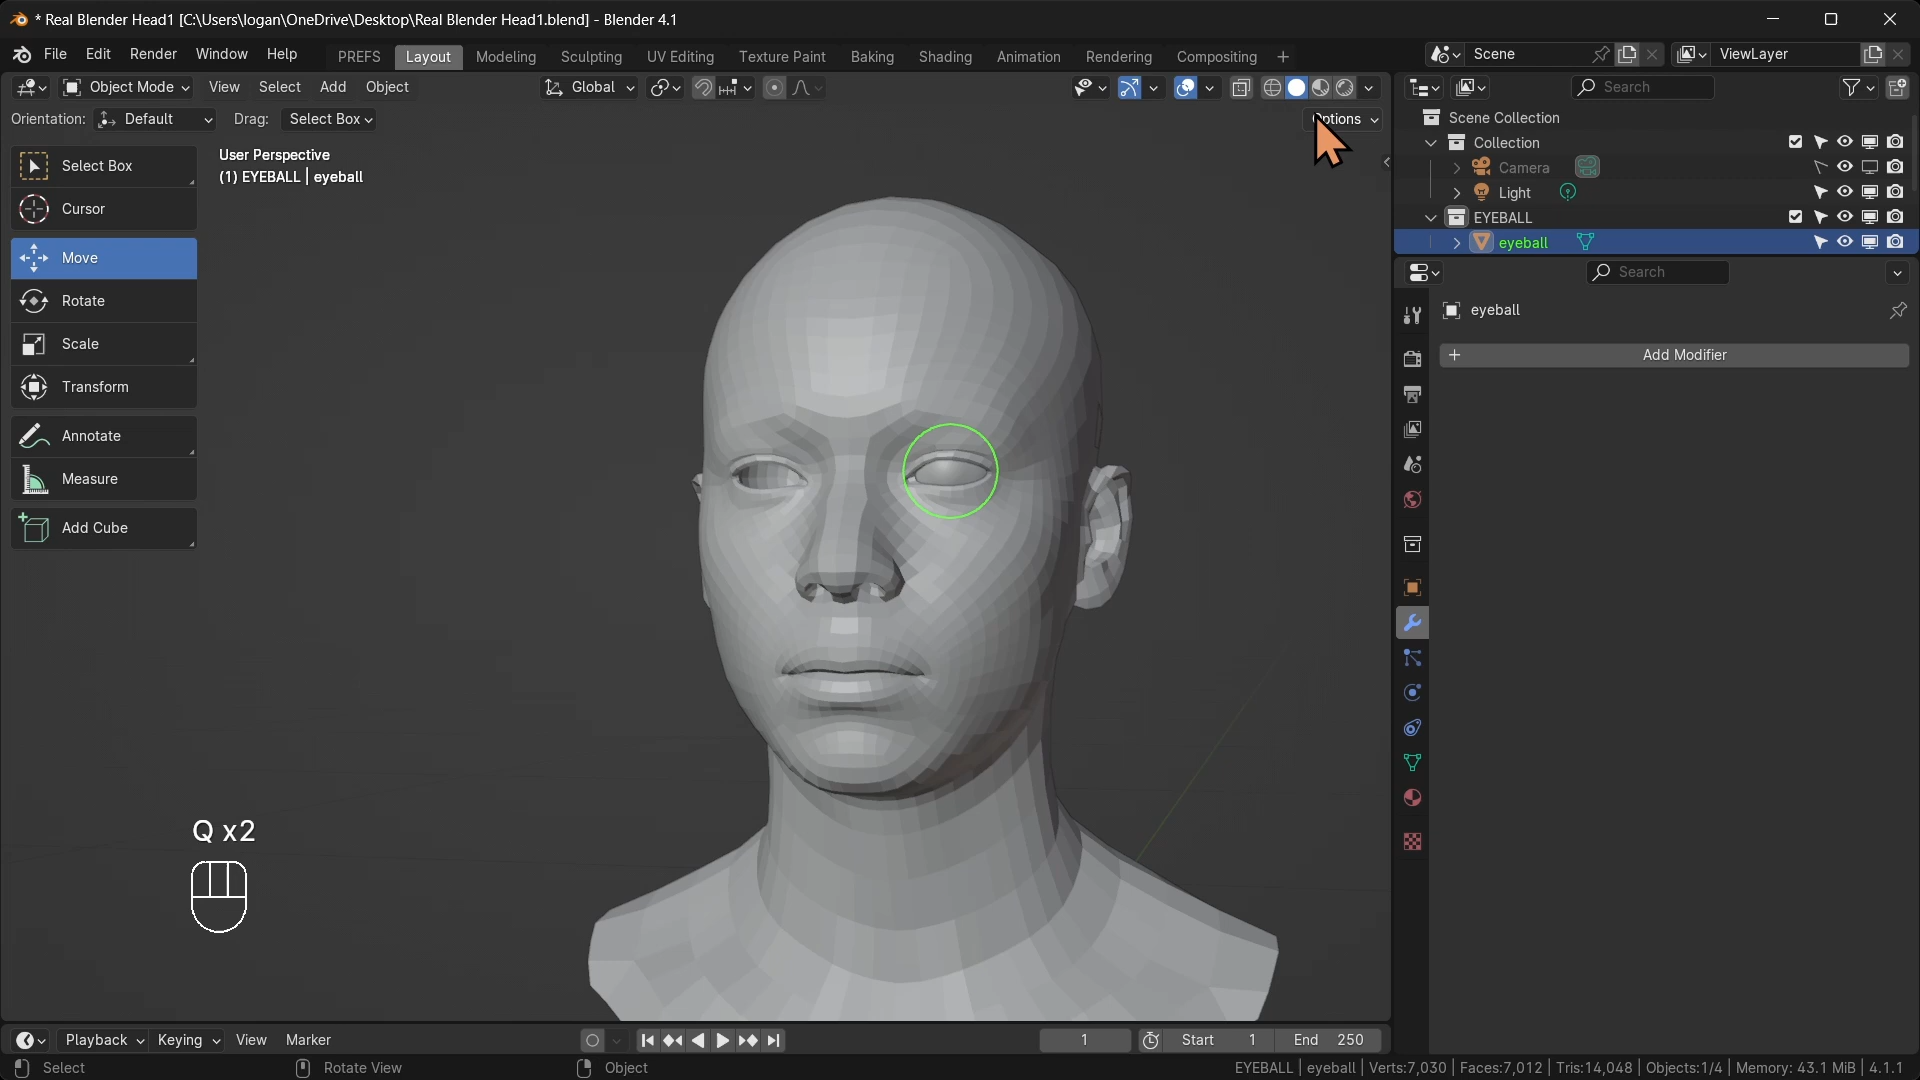 * Real Blender Head1 [C:\Users\logan\OneDrive\Desktop\Real Blender Head1.blend] - Blender 4.1
File Edit Render Window Help PREFS Layout Modeling Sculpting UV Editing Texture Paint Baking Shading Animation Rendering Compositing + Scene ViewLayer
Object Mode View Select Add Object Global Search
Orientation: Default Drag: Select Box Options
Scene Collection
Collection
Camera
Light
EYEBALL
eyeball
Search
eyeball
Add Modifier
Select Box
Cursor
Move
Rotate
Scale
Transform
Annotate
Measure
Add Cube
User Perspective
(1) EYEBALL | eyeball
Q x2
Playback Keying View Marker 1 Start 1 End 250
Select Rotate View Object EYEBALL | eyeball | Verts:7,030 | Faces:7,012 | Tris:14,048 | Objects:1/4 | Memory: 43.1 MiB | 4.1.1